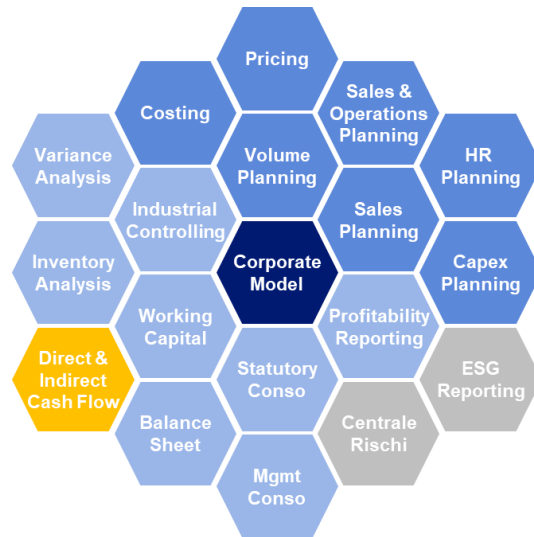 Pricing
Costing
Sales &
Operations
Planning
Variance
Analysis
Volume
Planning
HR
Planning
Industrial
Controlling
Sales
Planning
Inventory
Analysis
Corporate
Model
Capex
Planning
Working
Capital
Profitability
Reporting
Direct &
Indirect
Cash Flow
Statutory
Conso
ESG
Reporting
Balance
Sheet
Centrale
Rischi
Mgmt
Conso